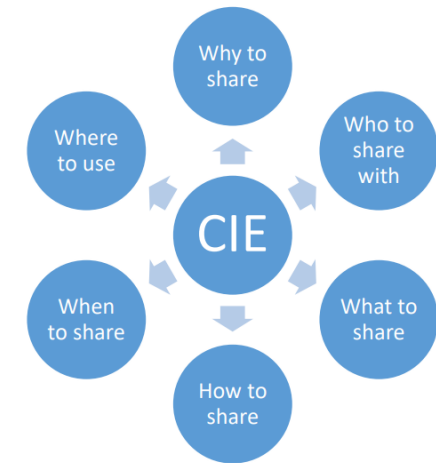 Why to
share
Who to
share
with
What to
share
How to
share
When
to share
Where
to use
CIE